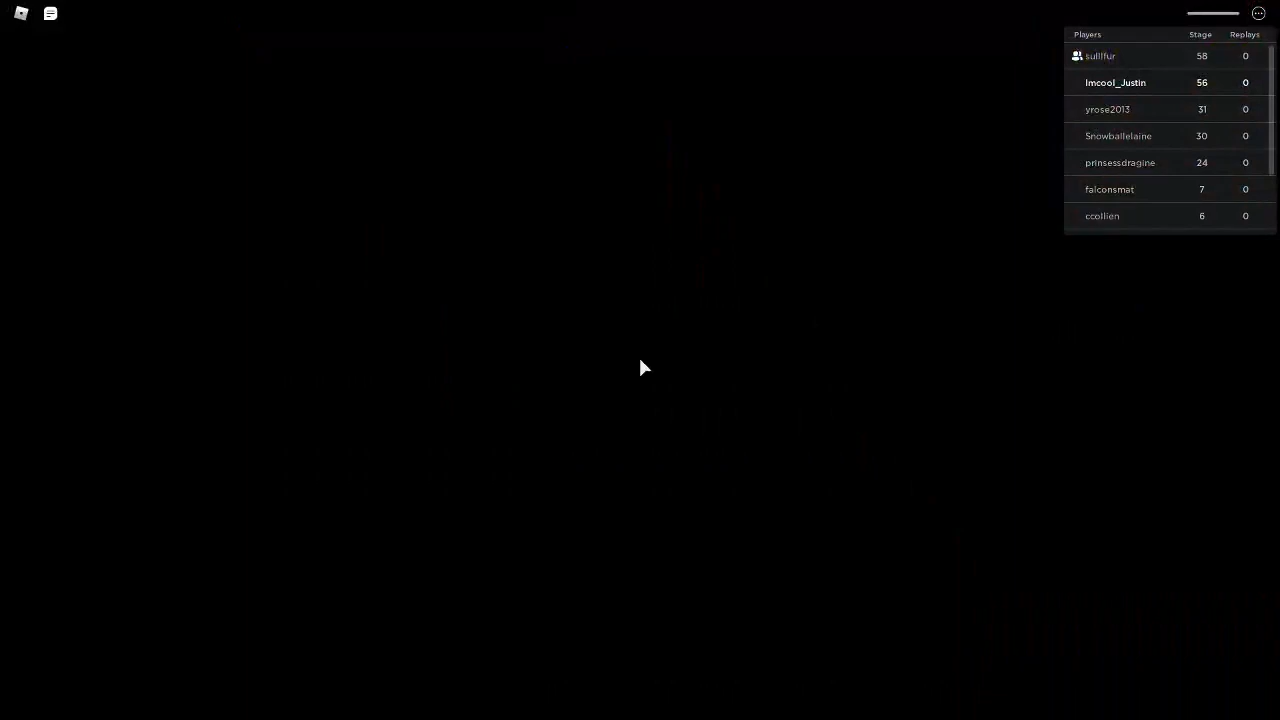 Players Stage Replays
sulllfur 58 0
Imcool_Justin 56 0
yrose2013 31 0
Snowballelaine 30 0
prinsessdragine 24 0
falconsmat 7 0
ccollien 6 0